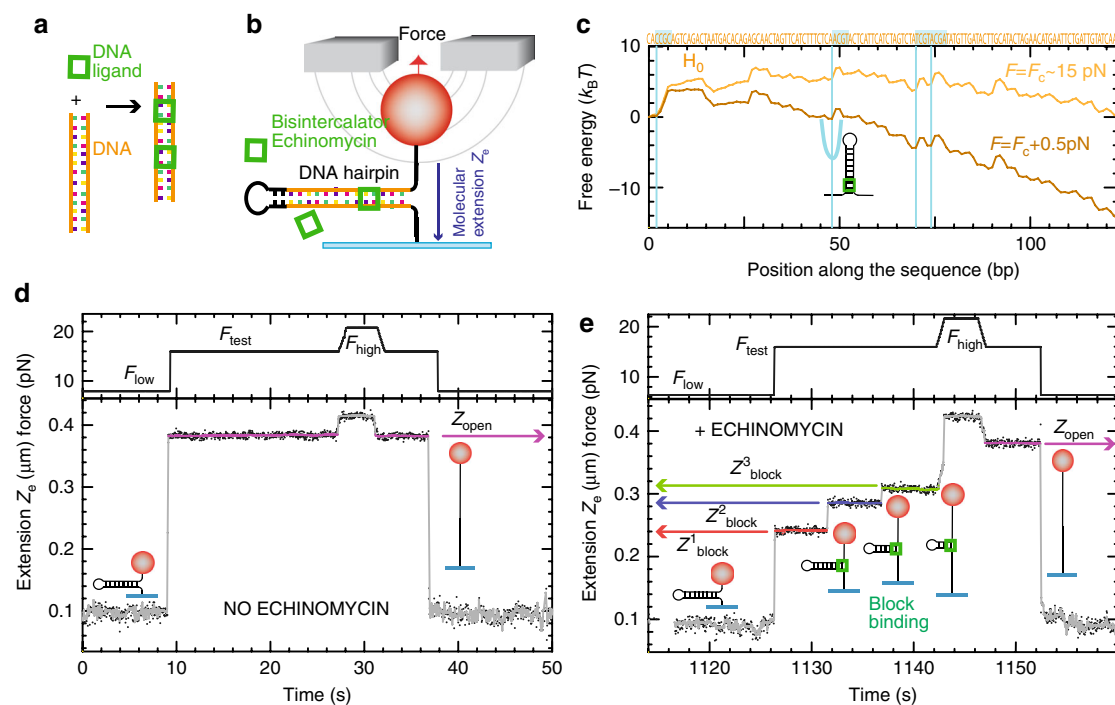 a
DNA
ligand
+
DNA
b
Force
Bisintercalator
Echinomycin
DNA hairpin
Molecular
extension Ze
c
CACCGCAGTCAGACTAATGACACAGAGCAACTAGTTCATTTCTCAACGTACTCATTCATCTAGTCTATCGTACGATATGTTGATACTTGCATACTAGAACATGAATTCTGATTGTATCAA
10
0
−10
Free energy (kBT)
H0
F=Fc~15 pN
F=Fc+0.5pN
0
50
100
Position along the sequence (bp)
d
20
10
Flow
Ftest
Fhigh
Extension Ze (μm) force (pN)
0.4
0.3
0.2
0.1
Zopen
NO ECHINOMYCIN
0
10
20
30
40
50
Time (s)
e
20
10
Flow
Ftest
Fhigh
Extension Ze (μm) force (pN)
0.4
0.3
0.2
0.1
+ ECHINOMYCIN
Zopen
Z3block
Z2block
Z1block
Block
binding
1120
1130
1140
1150
Time (s)